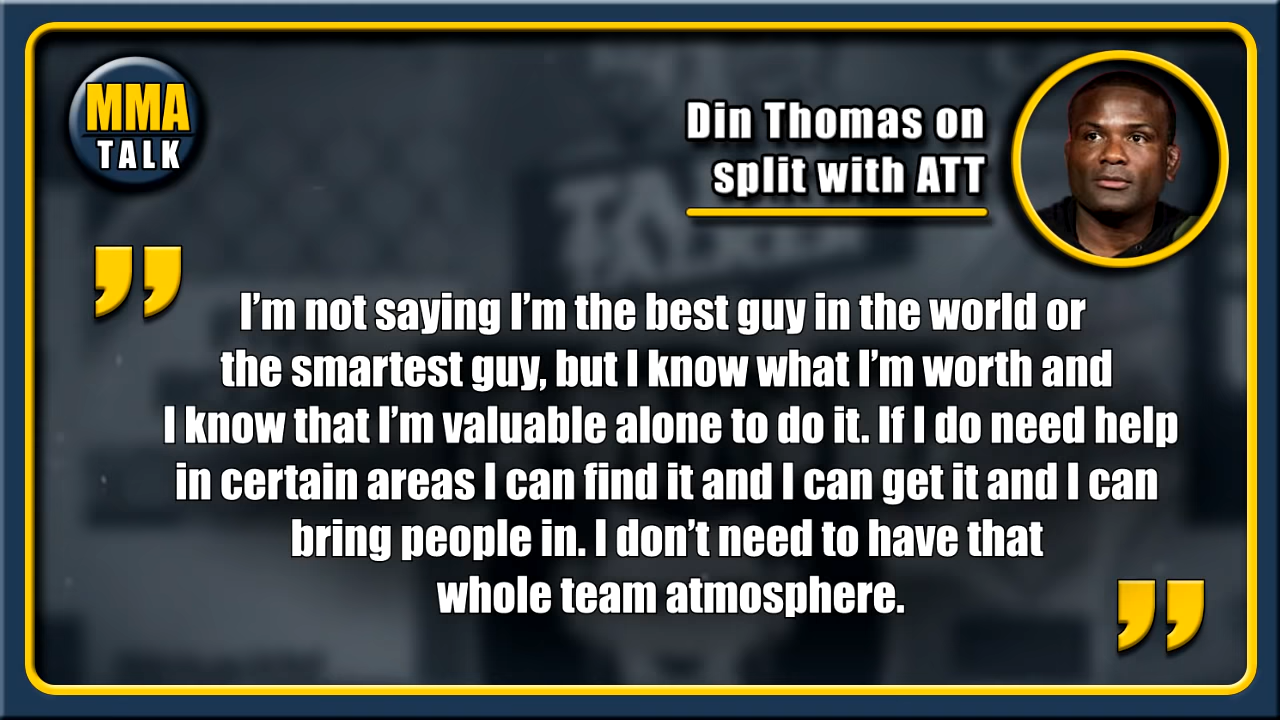 MMA
TALK
Din Thomas on
split with ATT
I’m not saying I’m the best guy in the world or
the smartest guy, but I know what I’m worth and
I know that I’m valuable alone to do it. If I do need help
in certain areas I can find it and I can get it and I can
bring people in. I don’t need to have that
whole team atmosphere.